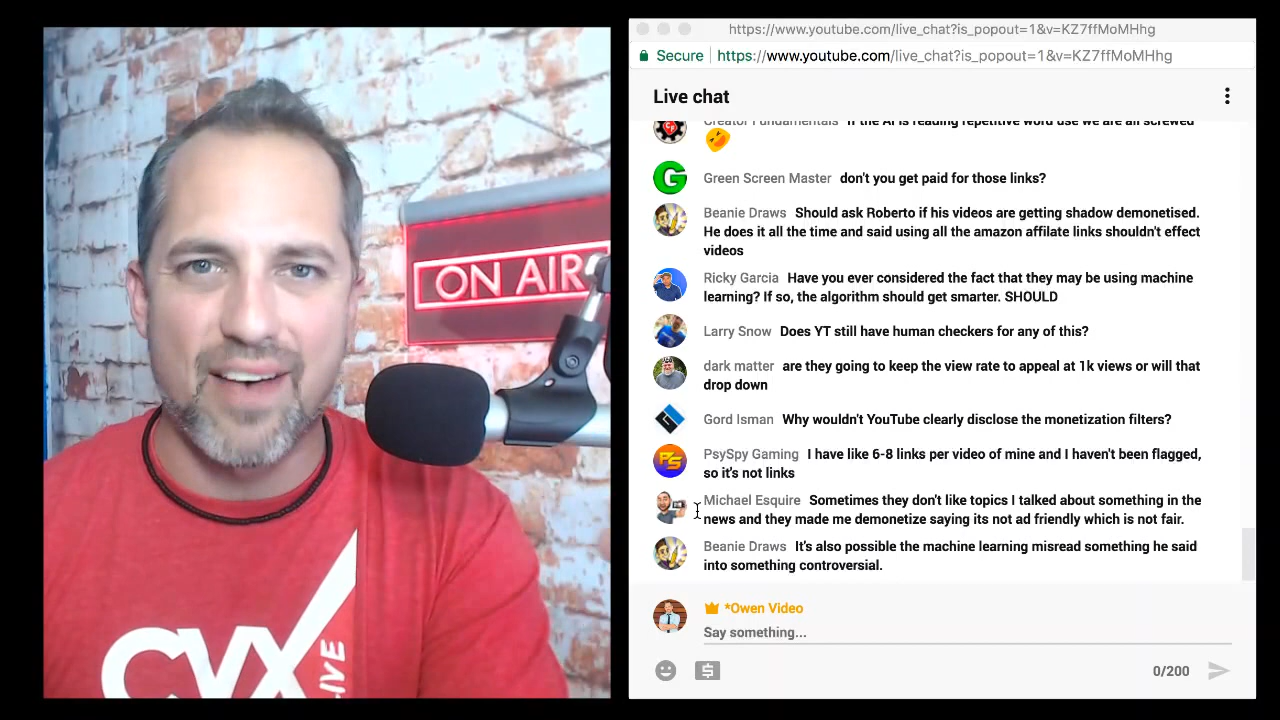 ON AIR
CVX
LIVE
https://www.youtube.com/live_chat?is_popout=1&v=KZ7ffMoMHhg
Secure https://www.youtube.com/live_chat?is_popout=1&v=KZ7ffMoMHhg
Live chat
Creator Fundamentals If the AI is reading repetitive word use we are all screwed
Green Screen Master don't you get paid for those links?
Beanie Draws Should ask Roberto if his videos are getting shadow demonetised.
He does it all the time and said using all the amazon affilate links shouldn't effect
videos
Ricky Garcia Have you ever considered the fact that they may be using machine
learning? If so, the algorithm should get smarter. SHOULD
Larry Snow Does YT still have human checkers for any of this?
dark matter are they going to keep the view rate to appeal at 1k views or will that
drop down
Gord Isman Why wouldn't YouTube clearly disclose the monetization filters?
PsySpy Gaming I have like 6-8 links per video of mine and I haven't been flagged,
so it's not links
Michael Esquire Sometimes they don't like topics I talked about something in the
news and they made me demonetize saying its not ad friendly which is not fair.
Beanie Draws It's also possible the machine learning misread something he said
into something controversial.
*Owen Video
Say something...
0/200